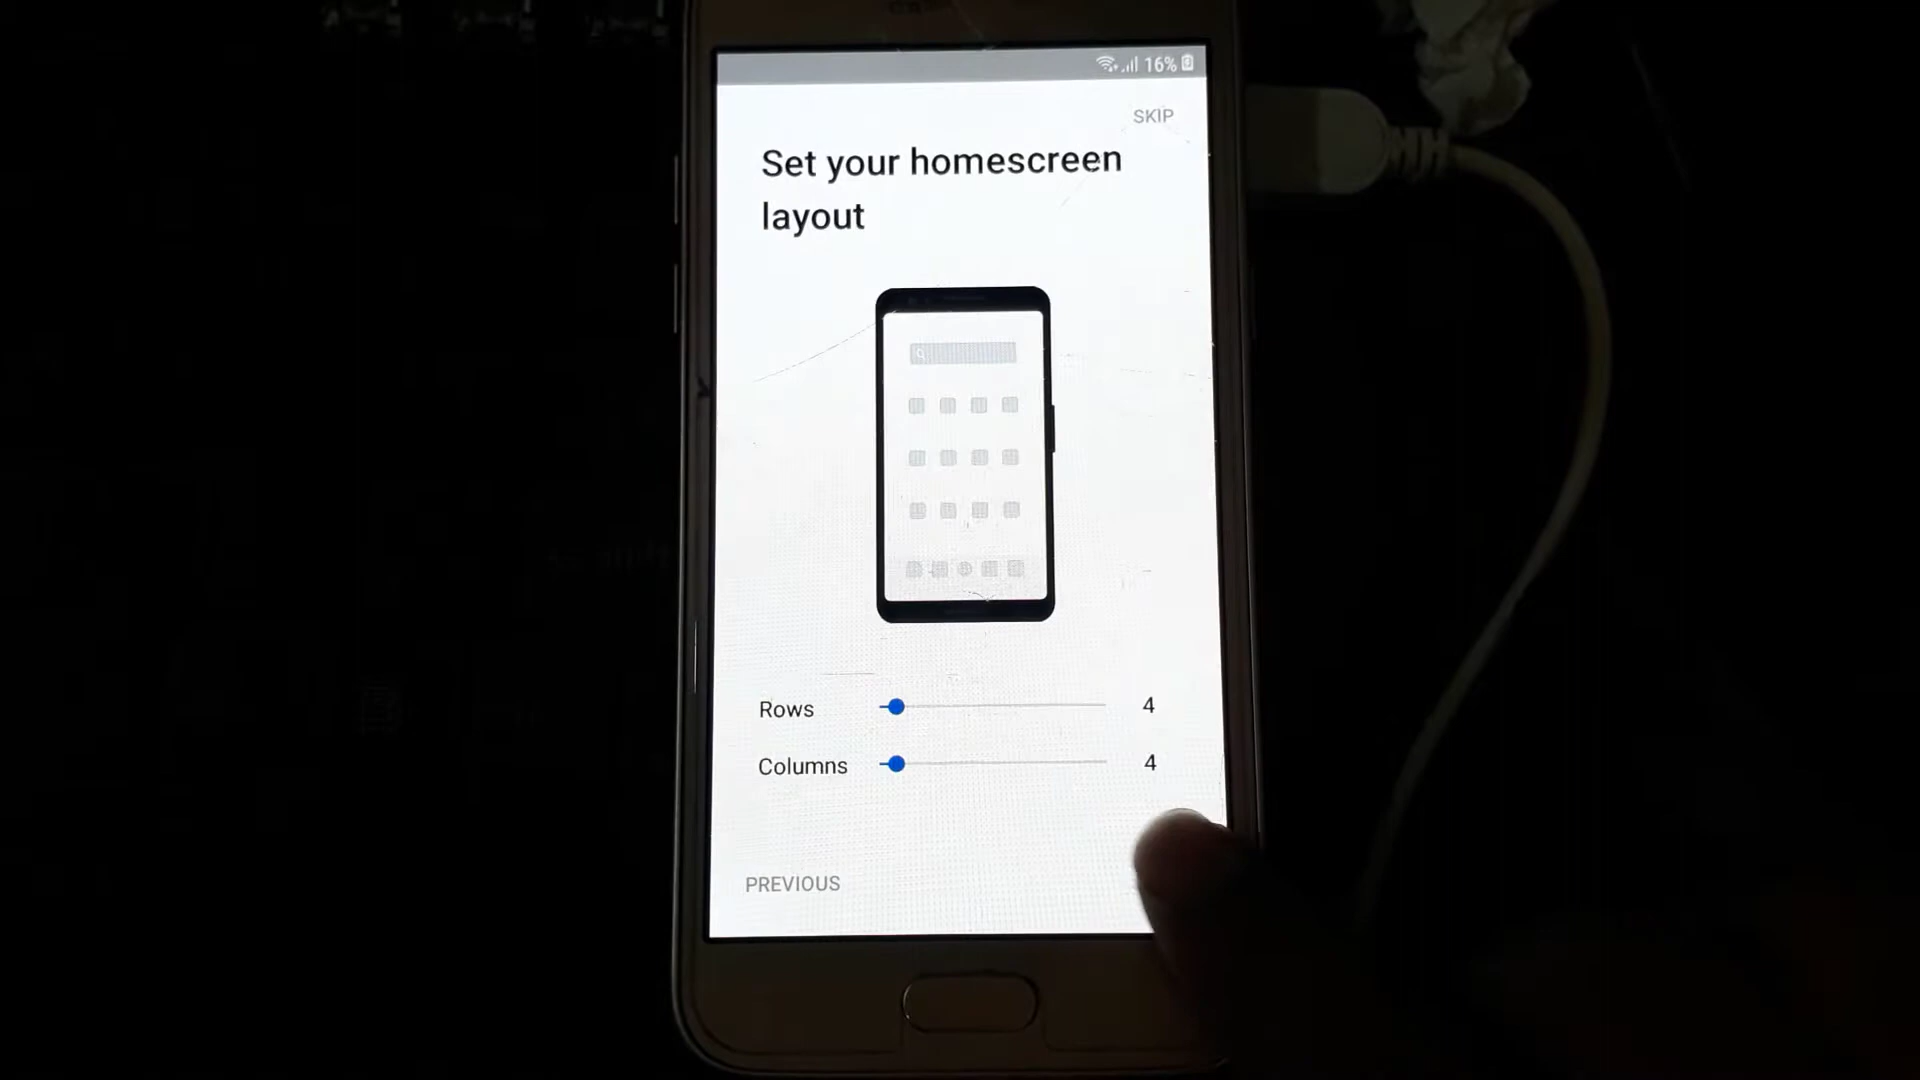 16%
SKIP
Set your homescreen
layout
Rows 4
Columns 4
PREVIOUS